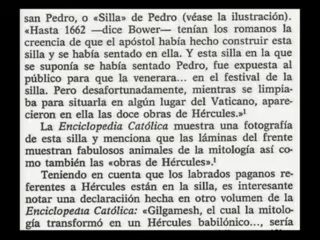 san Pedro, o «Silla» de Pedro (véase la ilustración).
«Hasta 1662 —dice Bower— tenían los romanos la
creencia de que el apóstol había hecho construir esta
silla y se había sentado en ella. Y esta silla en la que
se suponía se había sentado Pedro, fue expuesta al
público para que la venerara... en el festival de la
silla. Pero desafortunadamente, mientras se limpia-
ba para situarla en algún lugar del Vaticano, apare-
cieron en ella las doce obras de Hércules.»¹
La Enciclopedia Católica muestra una fotografía
de esta silla y menciona que las láminas del frente
muestran fabulosos animales de la mitología así co-
mo también las «obras de Hércules».¹
Teniendo en cuenta que los labrados paganos re-
ferentes a Hércules están en la silla, es interesante
notar una declaración hecha en otro volumen de la
Enciclopedia Católica: «Gilgamesh, el cual la mitolo-
gía transformó en un Hércules babilónico..., sería